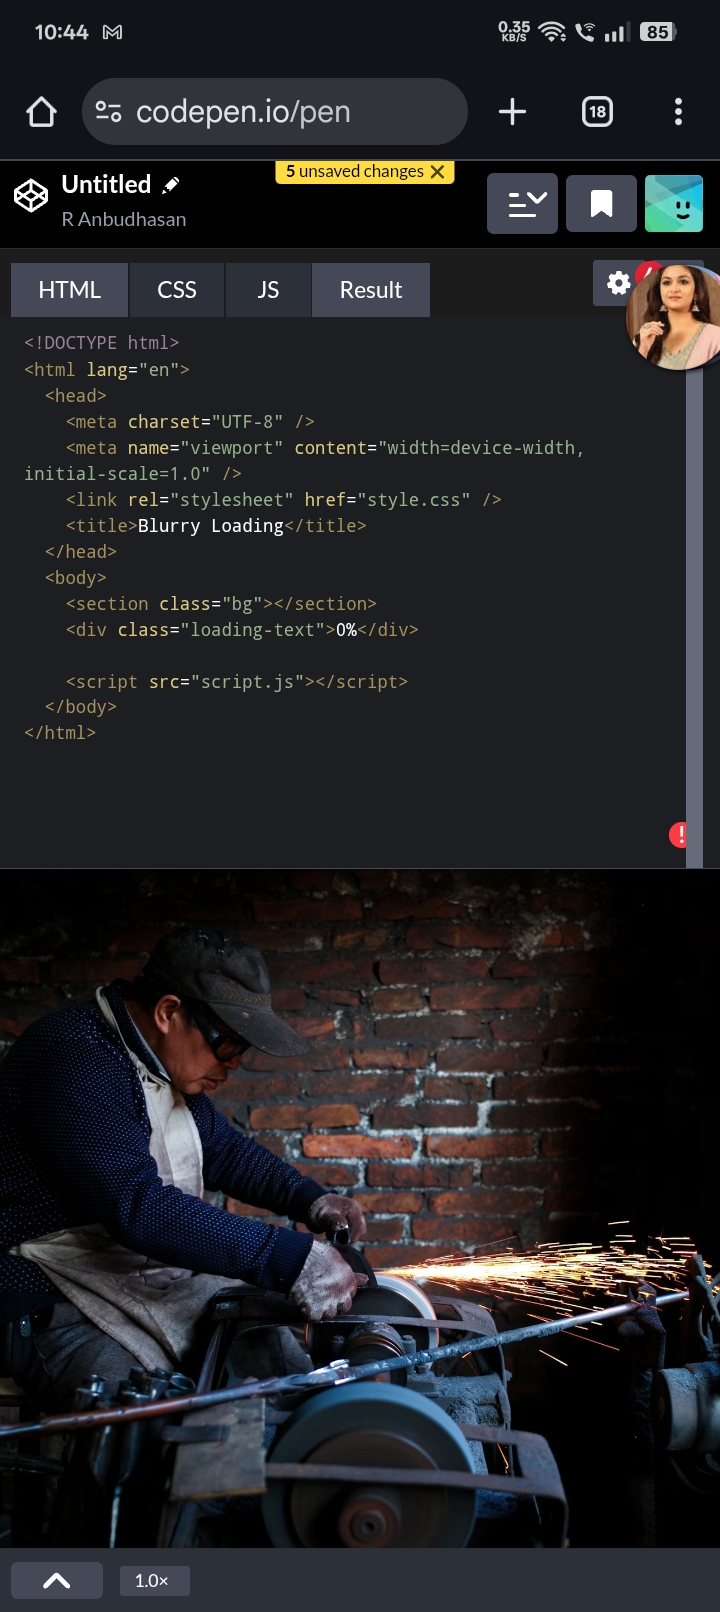 10:44
0.35
KB/S
85
codepen.io/pen
18
5 unsaved changes
Untitled
R Anbudhasan
HTML CSS JS Result
<!DOCTYPE html>
<html lang="en">
<head>
<meta charset="UTF-8" />
<meta name="viewport" content="width=device-width,
initial-scale=1.0" />
<link rel="stylesheet" href="style.css" />
<title>Blurry Loading</title>
</head>
<body>
<section class="bg"></section>
<div class="loading-text">0%</div>
<script src="script.js"></script>
</body>
</html>
1.0×